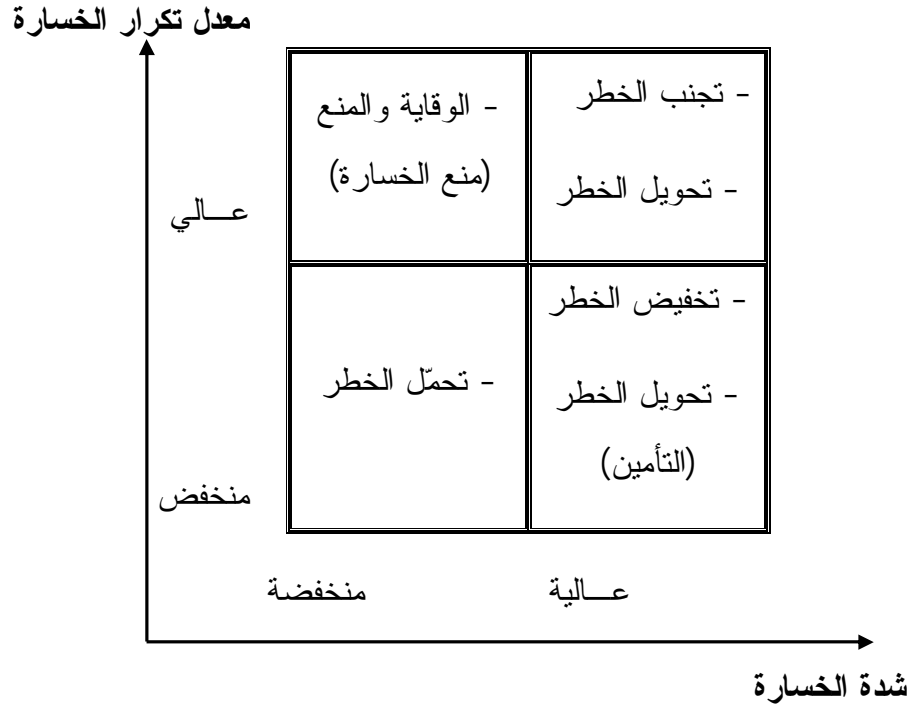 معدل تكرار الخسارة
- تجنب الخطر
- تحويل الخطر
- الوقاية والمنع
(منع الخسارة)
عـــالي
- تخفيض الخطر
- تحويل الخطر
(التأمين)
- تحمّل الخطر
منخفض
عـــالية
منخفضة
شدة الخسارة